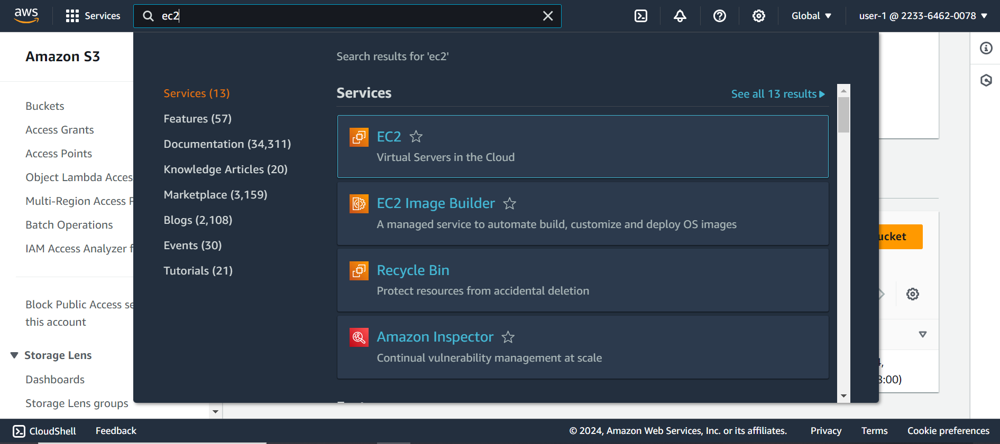 aws
Services
ec2
Global
user-1 @ 2233-6462-0078
Amazon S3
Buckets
Access Grants
Access Points
Object Lambda Acces
Multi-Region Access
Batch Operations
IAM Access Analyzer
Block Public Access se
this account
Storage Lens
Dashboards
Storage Lens groups
Search results for 'ec2'
Services (13)
Features (57)
Documentation (34,311)
Knowledge Articles (20)
Marketplace (3,159)
Blogs (2,108)
Events (30)
Tutorials (21)
Services
See all 13 results
EC2
Virtual Servers in the Cloud
EC2 Image Builder
A managed service to automate build, customize and deploy OS images
Recycle Bin
Protect resources from accidental deletion
Amazon Inspector
Continual vulnerability management at scale
ucket
4,
8:00)
CloudShell
Feedback
© 2024, Amazon Web Services, Inc. or its affiliates.
Privacy
Terms
Cookie preferences